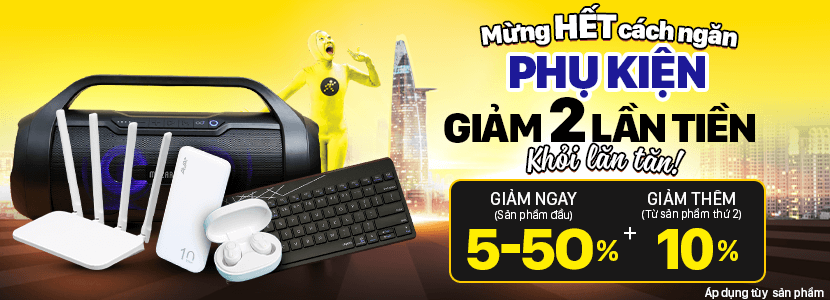 Mừng HẾT cách ngăn
PHỤ KIỆN
GIẢM 2 LẦN TIỀN
Khỏi lăn tăn!
GIẢM NGAY
(Sản phẩm đầu)
5-50%
+
GIẢM THÊM
(Từ sản phẩm thứ 2)
10%
Áp dụng tùy sản phẩm
10